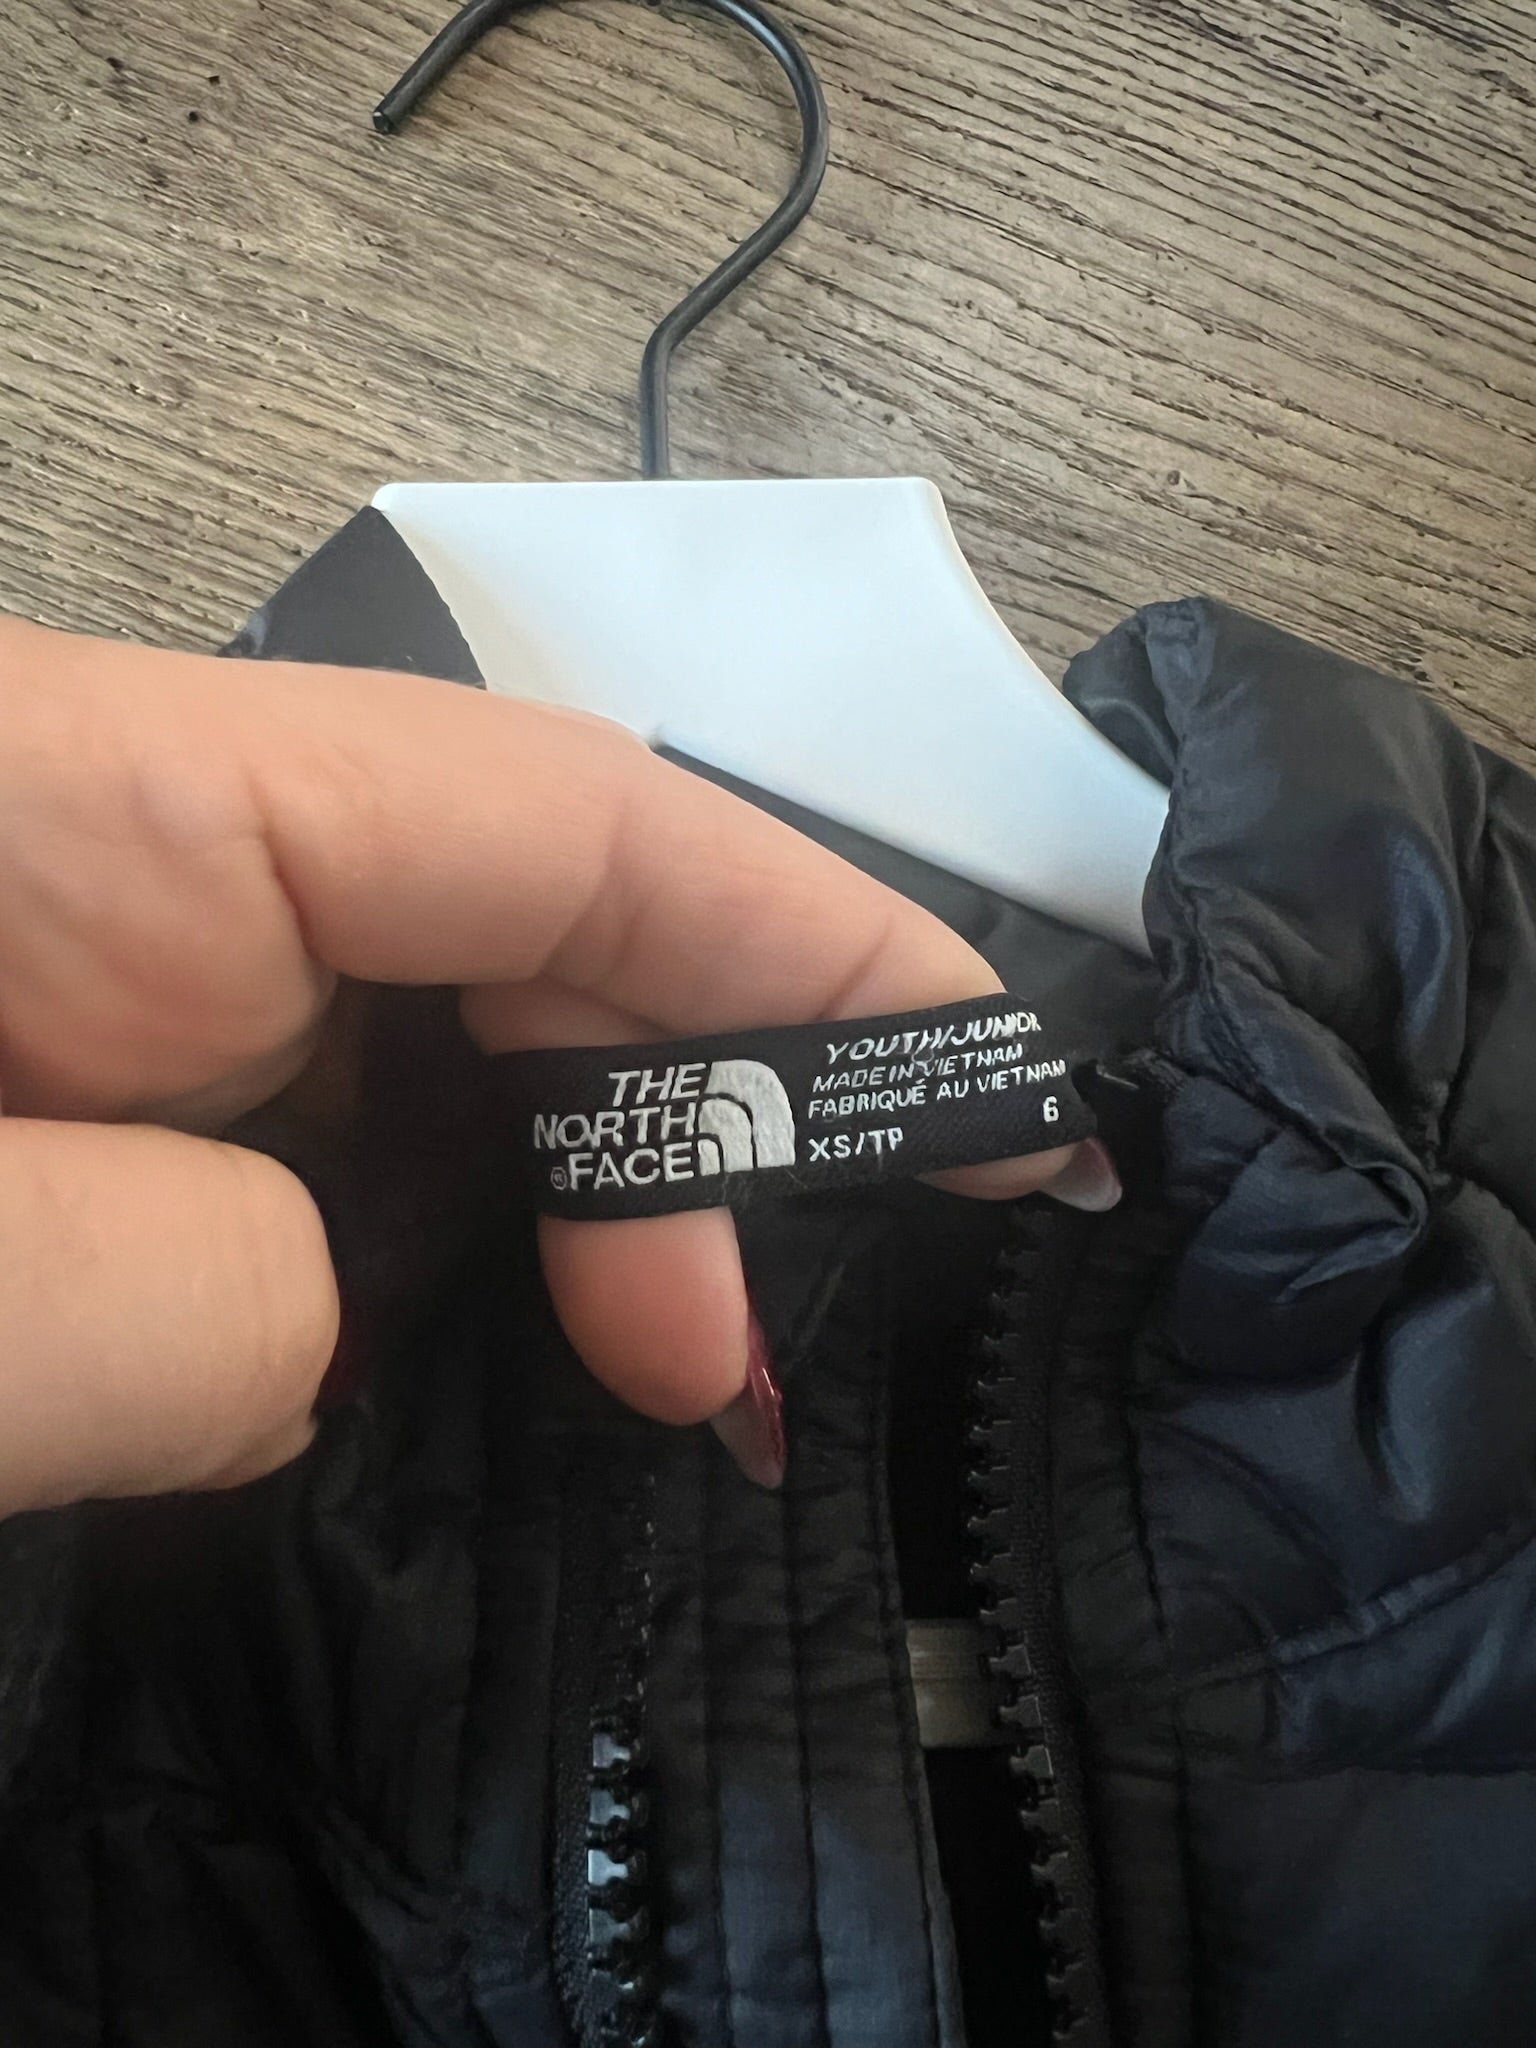 THE
NORTH
® FACE
YOUTH/JUNIOR
MADE IN VIETNAM
FABRIQUÉ AU VIETNAM
XS/TP 6